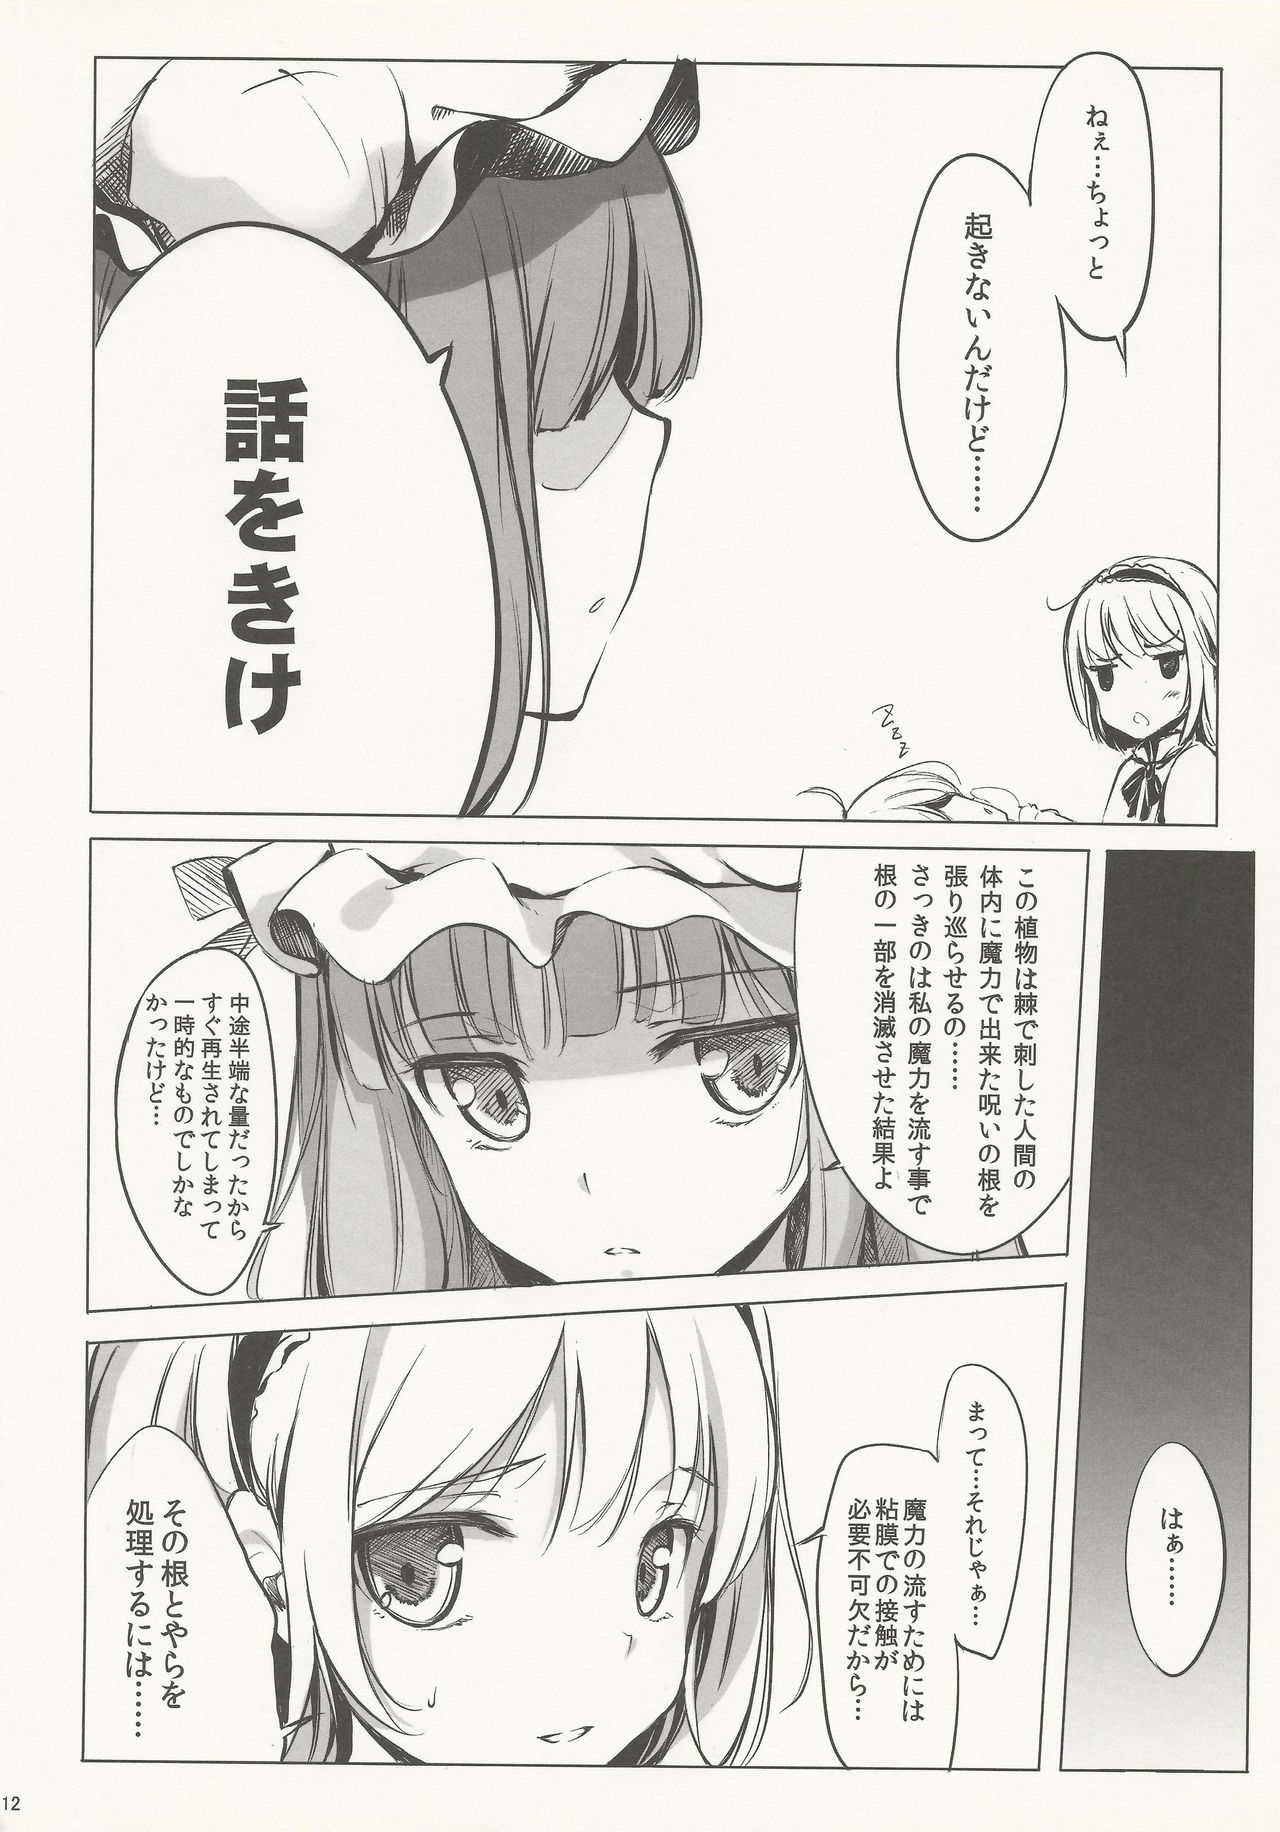 ねぇ…ちょっと
起きないんだけど……
zzz
話をきけ
はぁ……
この植物は棘で刺した人間の
体内に魔力で出来た呪いの根を
張り巡らせるの……
さっきのは私の魔力を流す事で
根の一部を消滅させた結果よ
中途半端な量だったから
すぐ再生されてしまって
一時的なものでしかな
かったけど…
まって…それじゃぁ…
魔力の流すためには
粘膜での接触が
必要不可欠だから…
その根とやらを
処理するには……
12